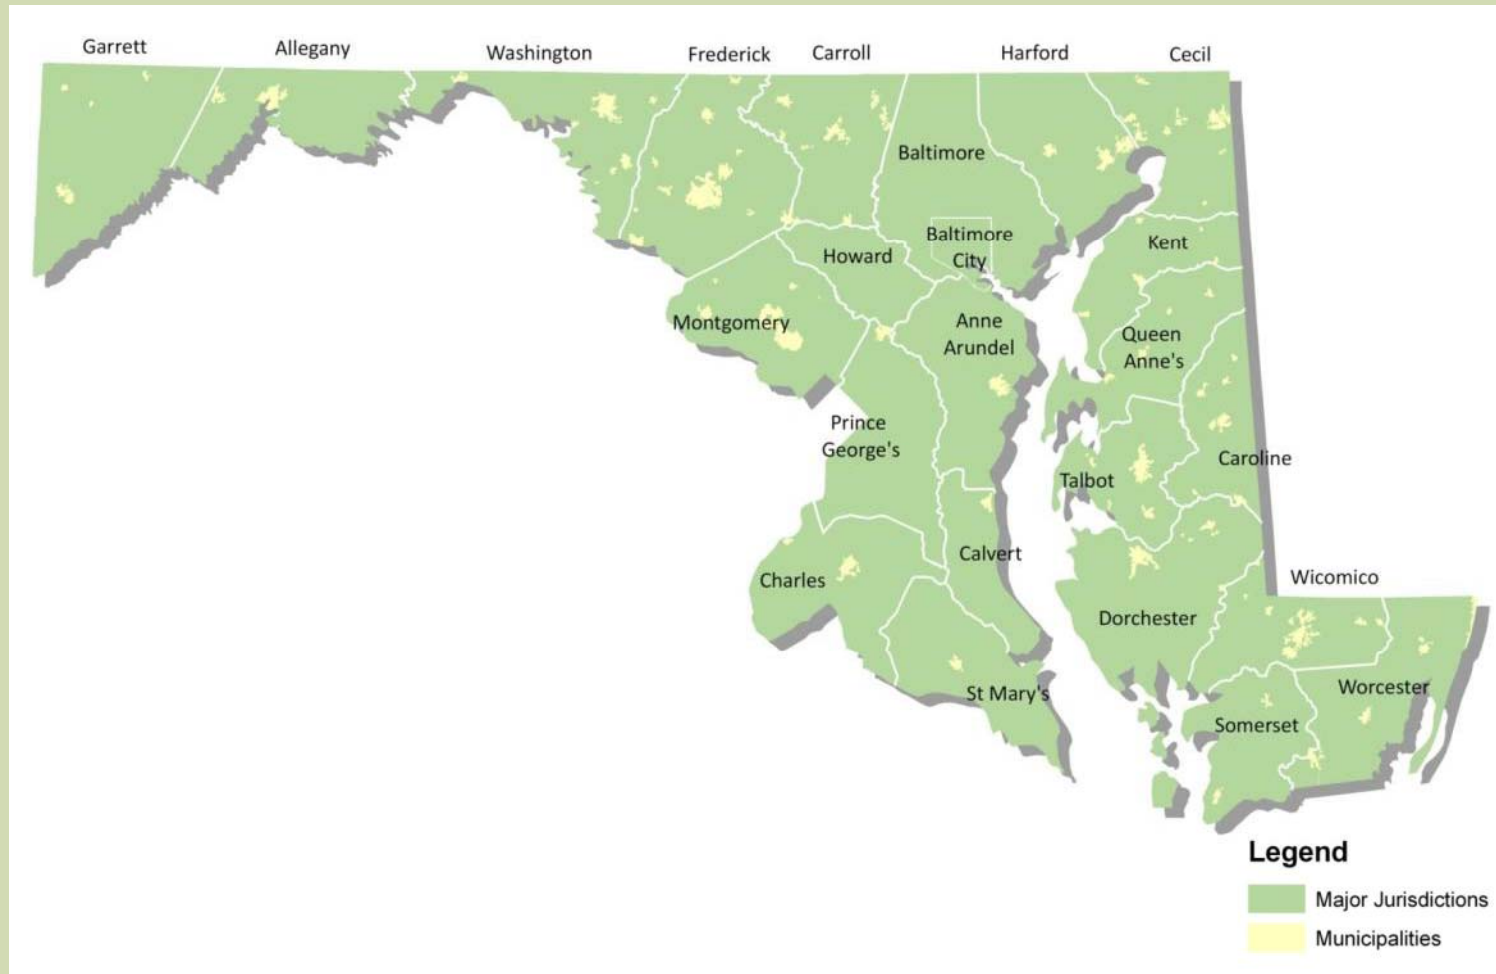 Garrett
Allegany
Washington
Frederick
Carroll
Harford
Cecil
Baltimore
Baltimore
City
Howard
Kent
Montgomery
Anne
Arundel
Queen
Anne's
Prince
George's
Caroline
Talbot
Calvert
Charles
Wicomico
Dorchester
St Mary's
Worcester
Somerset
Legend
Major Jurisdictions
Municipalities